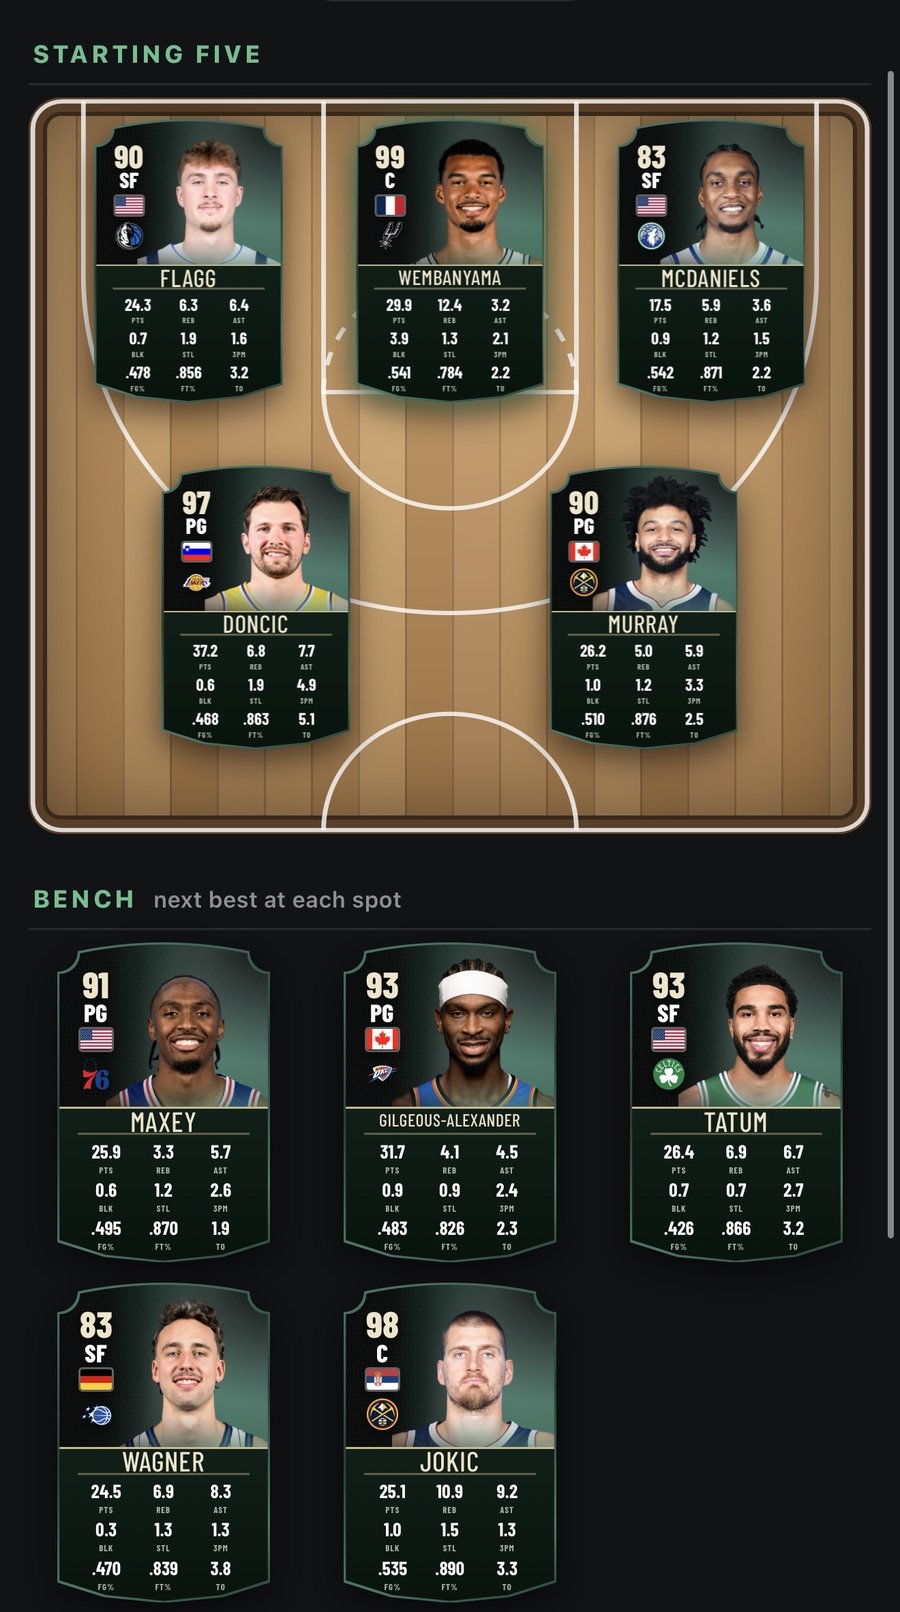 STARTING FIVE
90
SF
FLAGG
24.3 6.3 6.4
PTS REB AST
0.7 1.9 1.6
BLK STL 3PM
.478 .856 3.2
FG% FT% TO
99
C
WEMBANYAMA
29.9 12.4 3.2
PTS REB AST
3.9 1.3 2.1
BLK STL 3PM
.541 .784 2.2
FG% FT% TO
83
SF
MCDANIELS
17.5 5.9 3.6
PTS REB AST
0.9 1.2 1.5
BLK STL 3PM
.542 .871 2.2
FG% FT% TO
97
PG
LAKERS
DONCIC
37.2 6.8 7.7
PTS REB AST
0.6 1.9 4.9
BLK STL 3PM
.468 .863 5.1
FG% FT% TO
90
PG
MURRAY
26.2 5.0 5.9
PTS REB AST
1.0 1.2 3.3
BLK STL 3PM
.510 .876 2.5
FG% FT% TO
BENCH next best at each spot
91
PG
76
MAXEY
25.9 3.3 5.7
PTS REB AST
0.6 1.2 2.6
BLK STL 3PM
.495 .870 1.9
FG% FT% TO
93
PG
OKC
GILGEOUS-ALEXANDER
31.7 4.1 4.5
PTS REB AST
0.9 0.9 2.4
BLK STL 3PM
.483 .826 2.3
FG% FT% TO
93
SF
CELTICS
TATUM
26.4 6.9 6.7
PTS REB AST
0.7 0.7 2.7
BLK STL 3PM
.426 .866 3.2
FG% FT% TO
83
SF
WAGNER
24.5 6.9 8.3
PTS REB AST
0.3 1.3 1.3
BLK STL 3PM
.470 .839 3.8
FG% FT% TO
98
C
JOKIC
25.1 10.9 9.2
PTS REB AST
1.0 1.5 1.3
BLK STL 3PM
.535 .890 3.3
FG% FT% TO